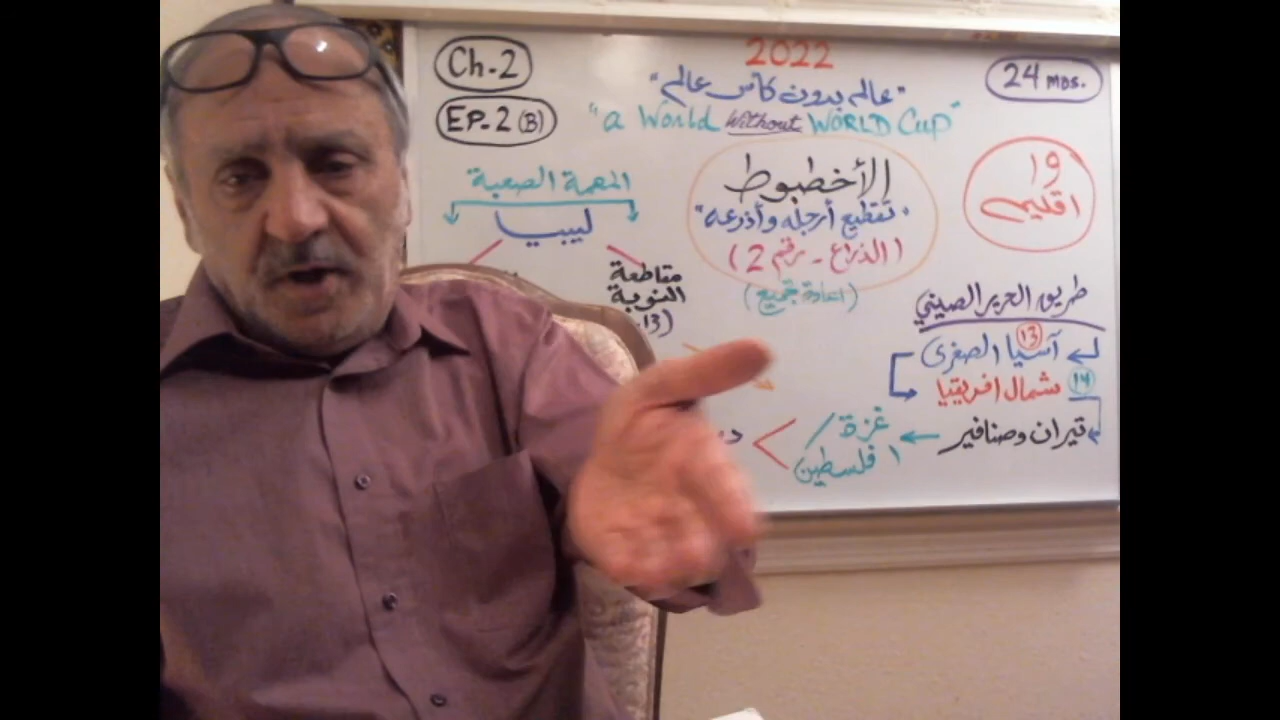 Ch-2
EP-2 (B)
2022
"عالم بدون كأس عالم"
"a World Without WORLD Cup"
24 mos.
المهمة الصعبة
ليبيا
مقاطعة
النوبة
الأخطبوط
"تقطيع أرجله وأذرعه"
(الذراع - رقم 2)
(اعادة تجميع)
19
اقليم
طريق الحرير الصيني
13
آسيا الصغرى
14
شمال افريقيا
تيران وصنافير
غزة /
فلسطين